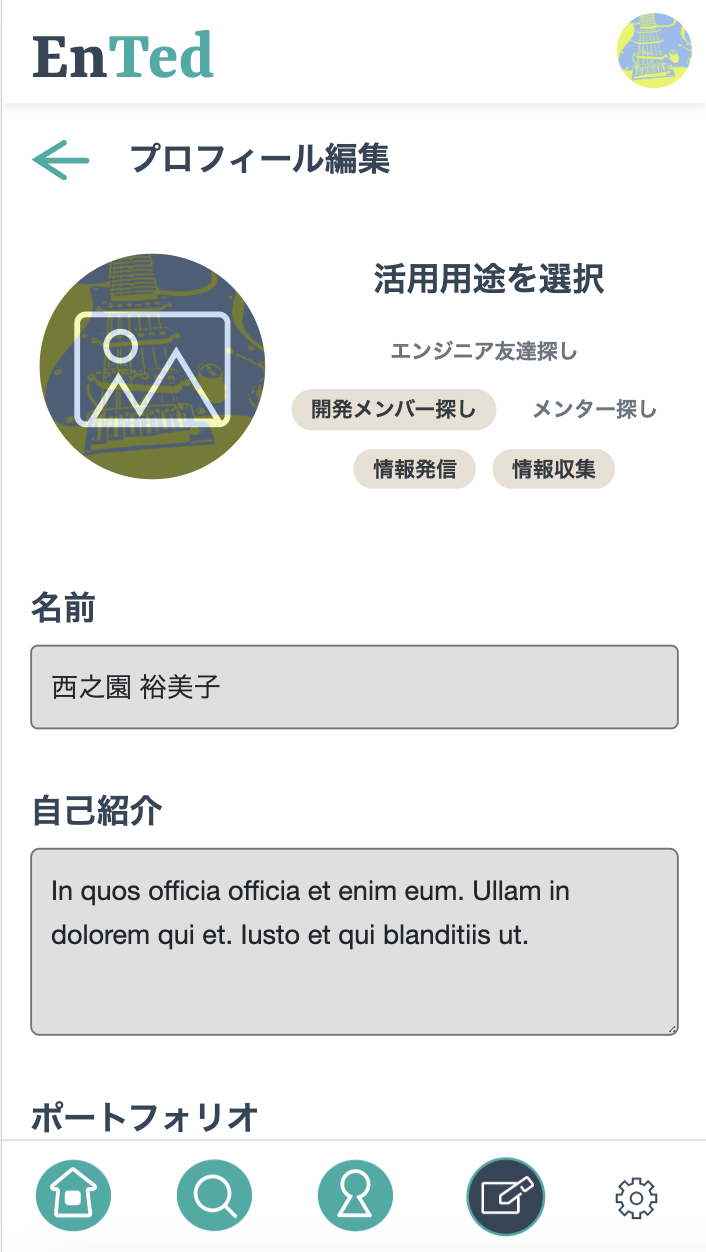 EnTed
プロフィール編集
活用用途を選択
エンジニア友達探し
開発メンバー探し メンター探し
情報発信 情報収集
名前
西之園 裕美子
自己紹介
In quos officia officia et enim eum. Ullam in
dolorem qui et. Iusto et qui blanditiis ut.
ポートフォリオ